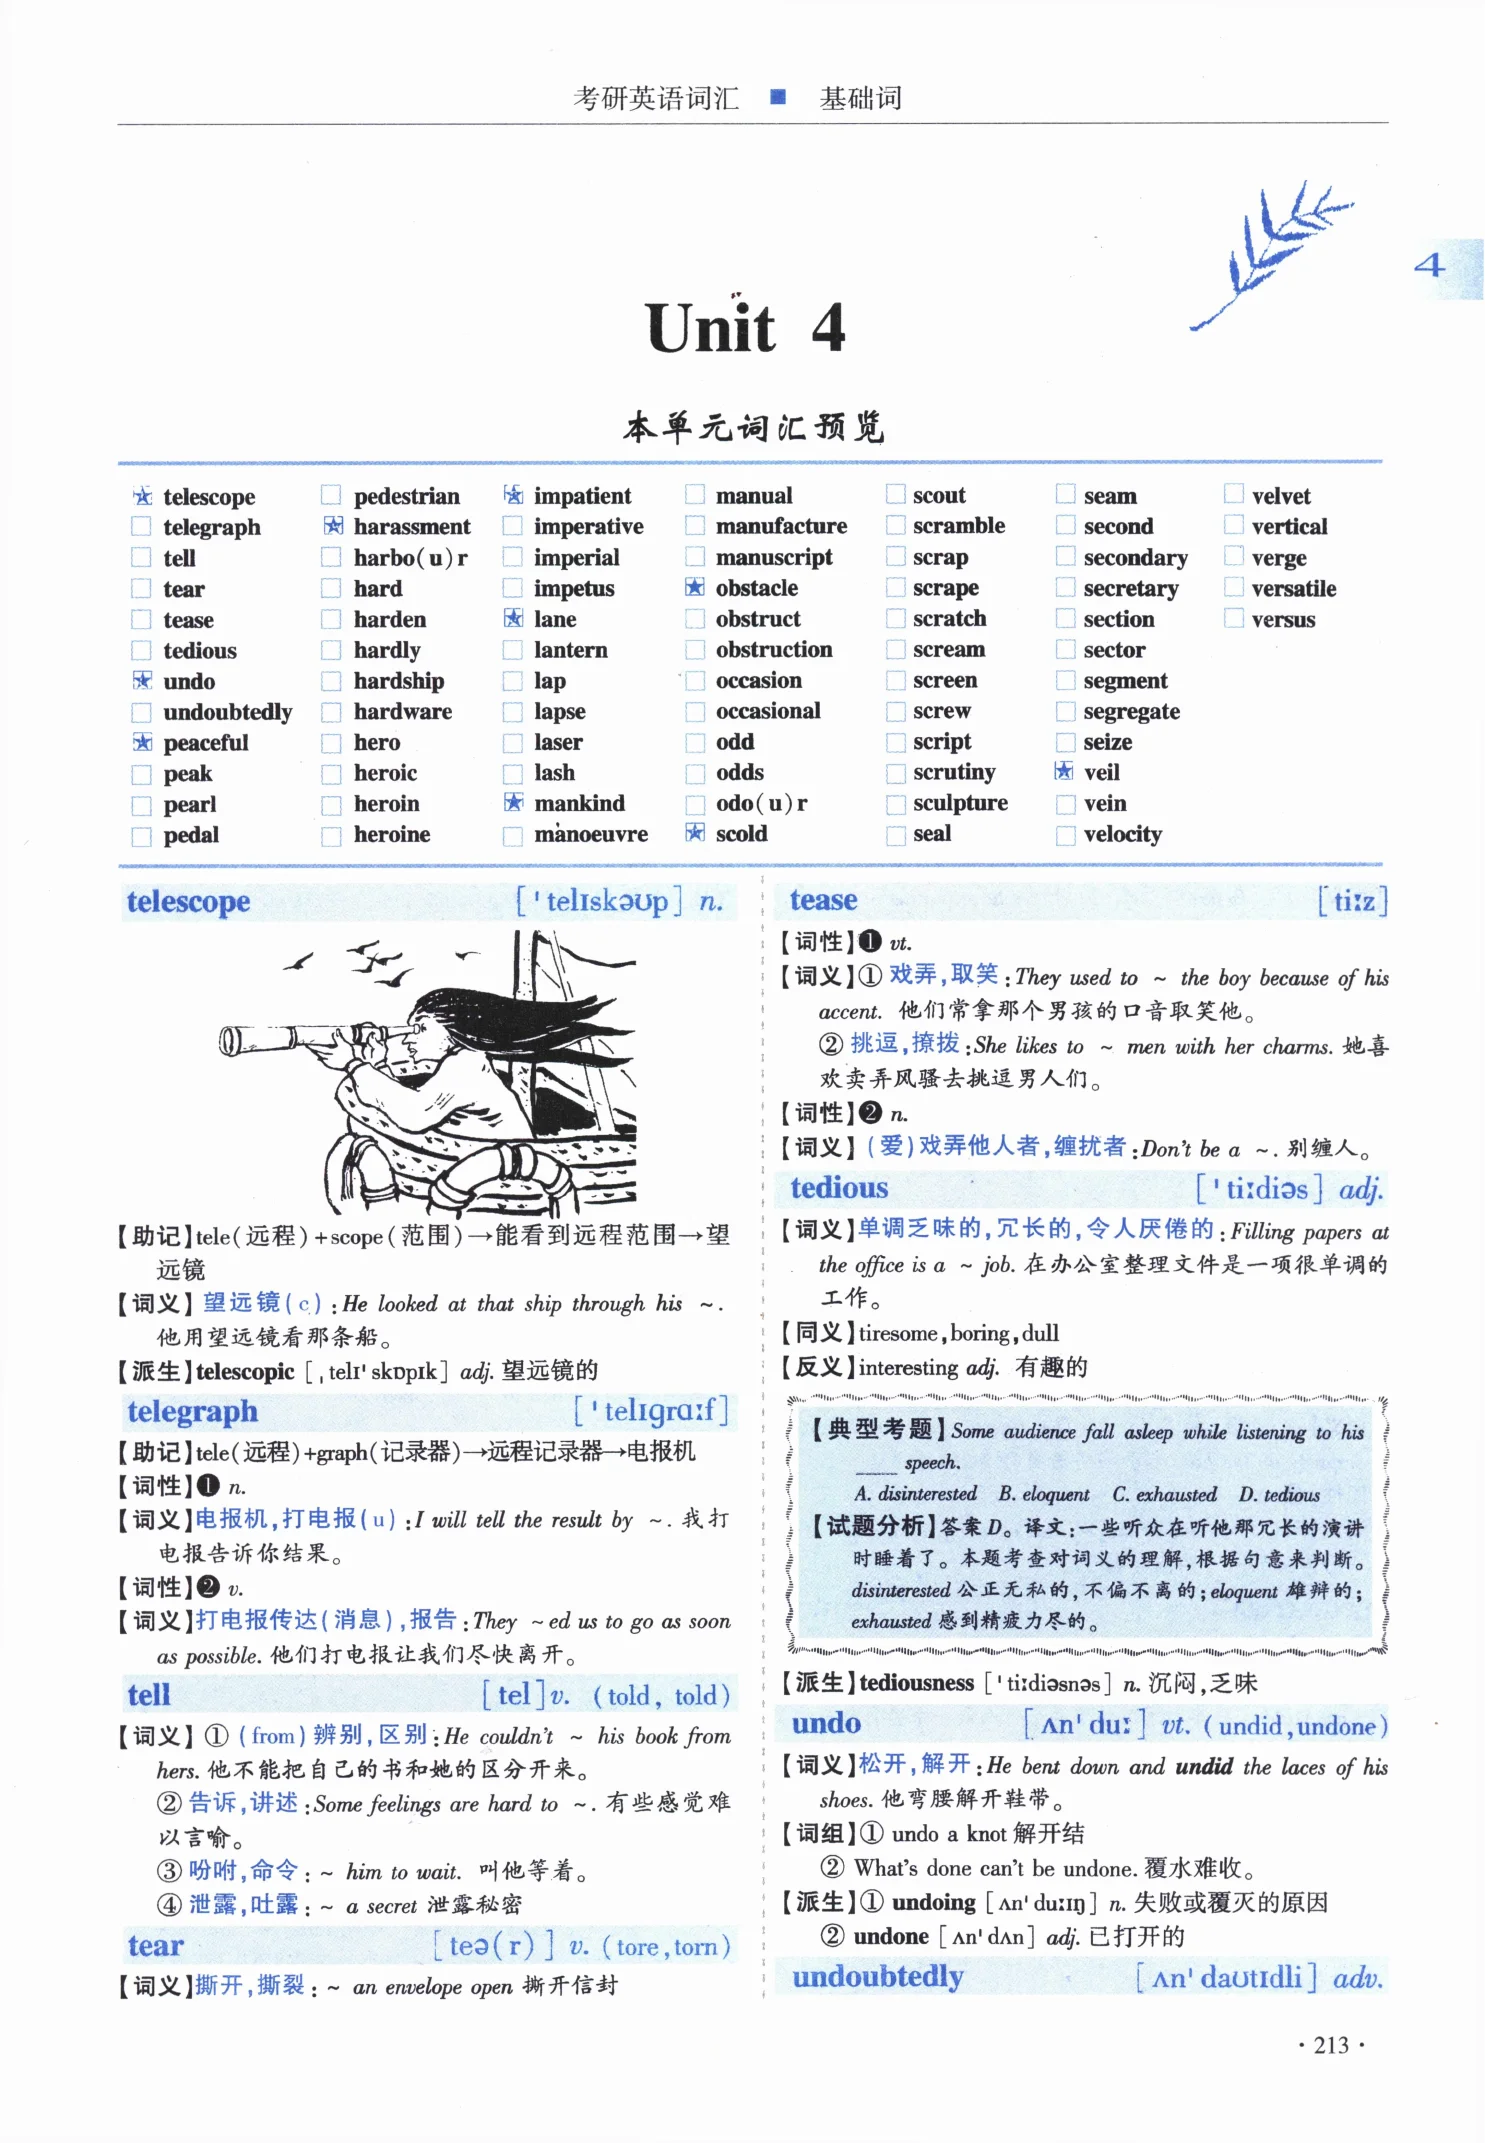 考研英语词汇 ■ 基础词
4
Unit 4
本单元词汇预览
telescope
telegraph
tell
tear
tease
tedious
undo
undoubtedly
peaceful
peak
pearl
pedal
pedestrian
harassment
harbo(u)r
hard
harden
hardly
hardship
hardware
hero
heroic
heroin
heroine
impatient
imperative
imperial
impetus
lane
lantern
lap
lapse
laser
lash
mankind
manoeuvre
manual
manufacture
manuscript
obstacle
obstruct
obstruction
occasion
occasional
odd
odds
odo(u)r
scold
scout
scramble
scrap
scrape
scratch
scream
screen
screw
script
scrutiny
sculpture
seal
seam
second
secondary
secretary
section
sector
segment
segregate
seize
veil
vein
velocity
velvet
vertical
verge
versatile
versus
telescope [ˈtelɪskəʊp] n.
【助记】tele(远程)+scope(范围)→能看到远程范围→望
远镜
【词义】望远镜(c):He looked at that ship through his ~.
他用望远镜看那条船。
【派生】telescopic [ˌtelɪˈskɒpɪk] adj. 望远镜的
telegraph [ˈtelɪɡrɑːf]
【助记】tele(远程)+graph(记录器)→远程记录器→电报机
【词性】❶ n.
【词义】电报机,打电报(u):I will tell the result by ~. 我打
电报告诉你结果。
【词性】❷ v.
【词义】打电报传达(消息),报告:They ~ed us to go as soon
as possible. 他们打电报让我们尽快离开。
tell [tel] v. (told, told)
【词义】① (from)辨别,区别:He couldn't ~ his book from
hers. 他不能把自己的书和她的区分开来。
②告诉,讲述:Some feelings are hard to ~. 有些感觉难
以言喻。
③吩咐,命令:~ him to wait. 叫他等着。
④泄露,吐露:~ a secret 泄露秘密
tear [teə(r)] v. (tore,torn)
【词义】撕开,撕裂:~ an envelope open 撕开信封
tease [tiːz]
【词性】❶ vt.
【词义】①戏弄,取笑:They used to ~ the boy because of his
accent. 他们常拿那个男孩的口音取笑他。
②挑逗,撩拨:She likes to ~ men with her charms. 她喜
欢卖弄风骚去挑逗男人们。
【词性】❷ n.
【词义】(爱)戏弄他人者,缠扰者:Don't be a ~. 别缠人。
tedious [ˈtiːdiəs] adj.
【词义】单调乏味的,冗长的,令人厌倦的:Filling papers at
the office is a ~ job. 在办公室整理文件是一项很单调的
工作。
【同义】tiresome,boring,dull
【反义】interesting adj. 有趣的
【典型考题】Some audience fall asleep while listening to his
____ speech.
A. disinterested B. eloquent C. exhausted D. tedious
【试题分析】答案D。译文:一些听众在听他那冗长的演讲
时睡着了。本题考查对词义的理解,根据句意来判断。
disinterested 公正无私的,不偏不离的;eloquent 雄辩的;
exhausted 感到精疲力尽的。
【派生】tediousness [ˈtiːdiəsnəs] n. 沉闷,乏味
undo [ʌnˈduː] vt. (undid,undone)
【词义】松开,解开:He bent down and undid the laces of his
shoes. 他弯腰解开鞋带。
【词组】① undo a knot 解开结
② What's done can't be undone. 覆水难收。
【派生】① undoing [ʌnˈduːɪŋ] n. 失败或覆灭的原因
② undone [ʌnˈdʌn] adj. 已打开的
undoubtedly [ʌnˈdaʊtɪdli] adv.
·213·